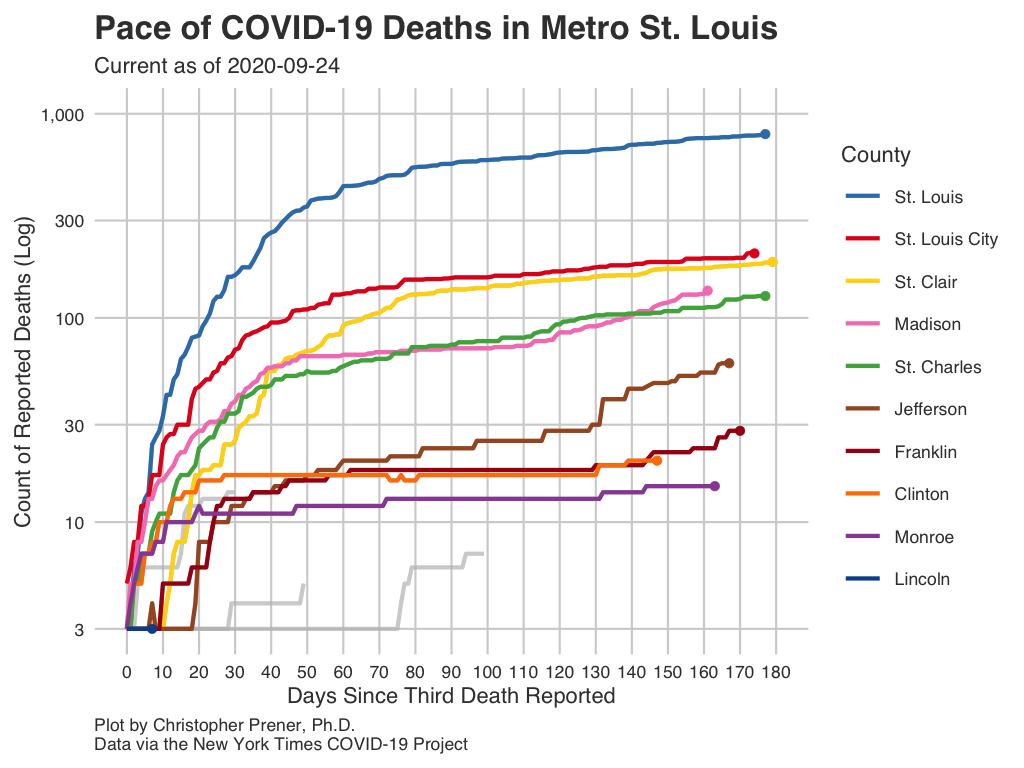 Pace of COVID-19 Deaths in Metro St. Louis
Current as of 2020-09-24
Count of Reported Deaths (Log)
1,000
300
100
30
10
3
0 10 20 30 40 50 60 70 80 90 100 110 120 130 140 150 160 170 180
Days Since Third Death Reported
County
St. Louis
St. Louis City
St. Clair
Madison
St. Charles
Jefferson
Franklin
Clinton
Monroe
Lincoln
Plot by Christopher Prener, Ph.D.
Data via the New York Times COVID-19 Project